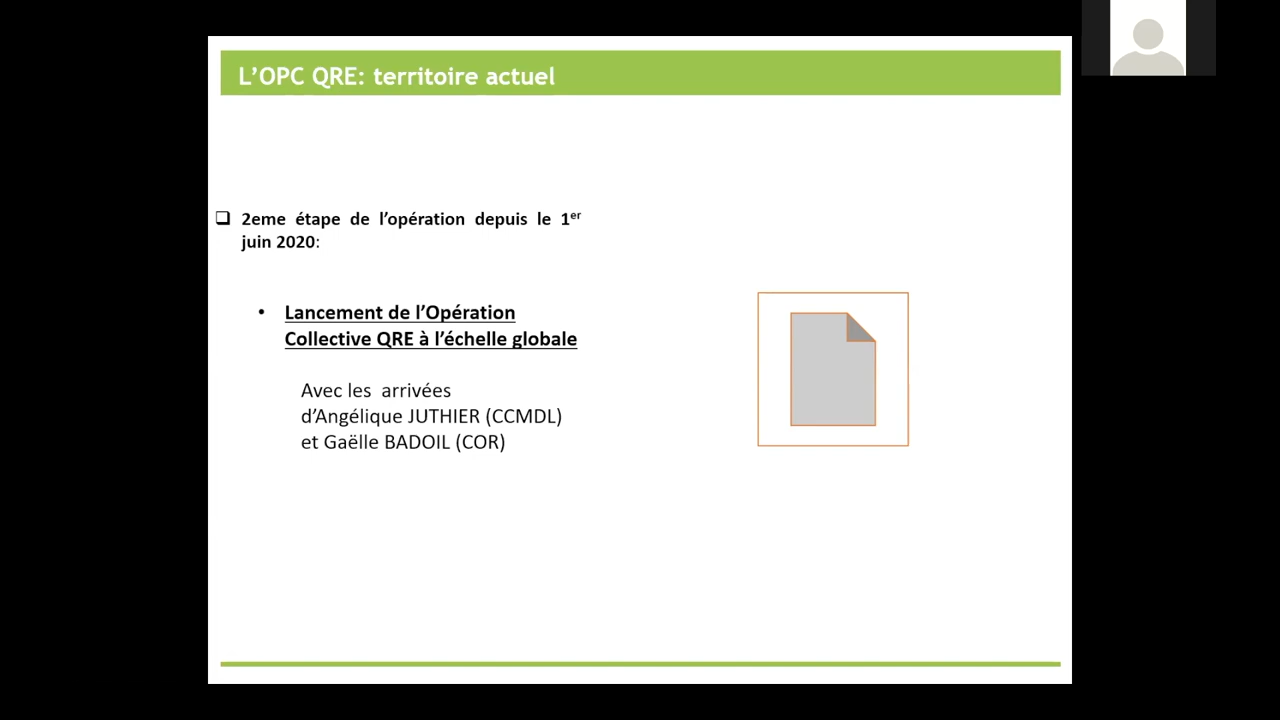 L’OPC QRE: territoire actuel
2eme étape de l’opération depuis le 1er
juin 2020:
Lancement de l’Opération
Collective QRE à l’échelle globale
Avec les arrivées
d’Angélique JUTHIER (CCMDL)
et Gaëlle BADOIL (COR)